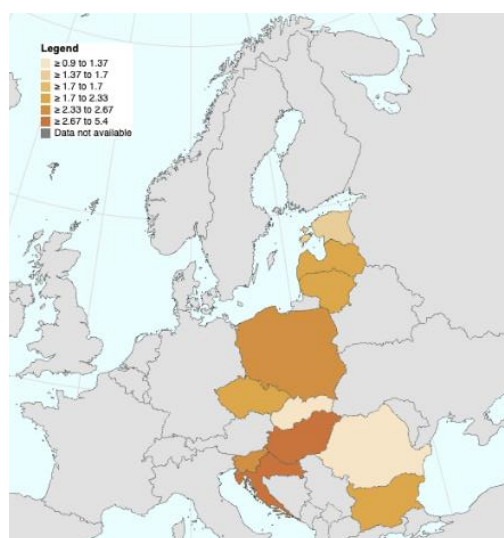 Legend
≥ 0.9 to 1.37
≥ 1.37 to 1.7
≥ 1.7 to 1.7
≥ 1.7 to 2.33
≥ 2.33 to 2.67
≥ 2.67 to 5.4
Data not available